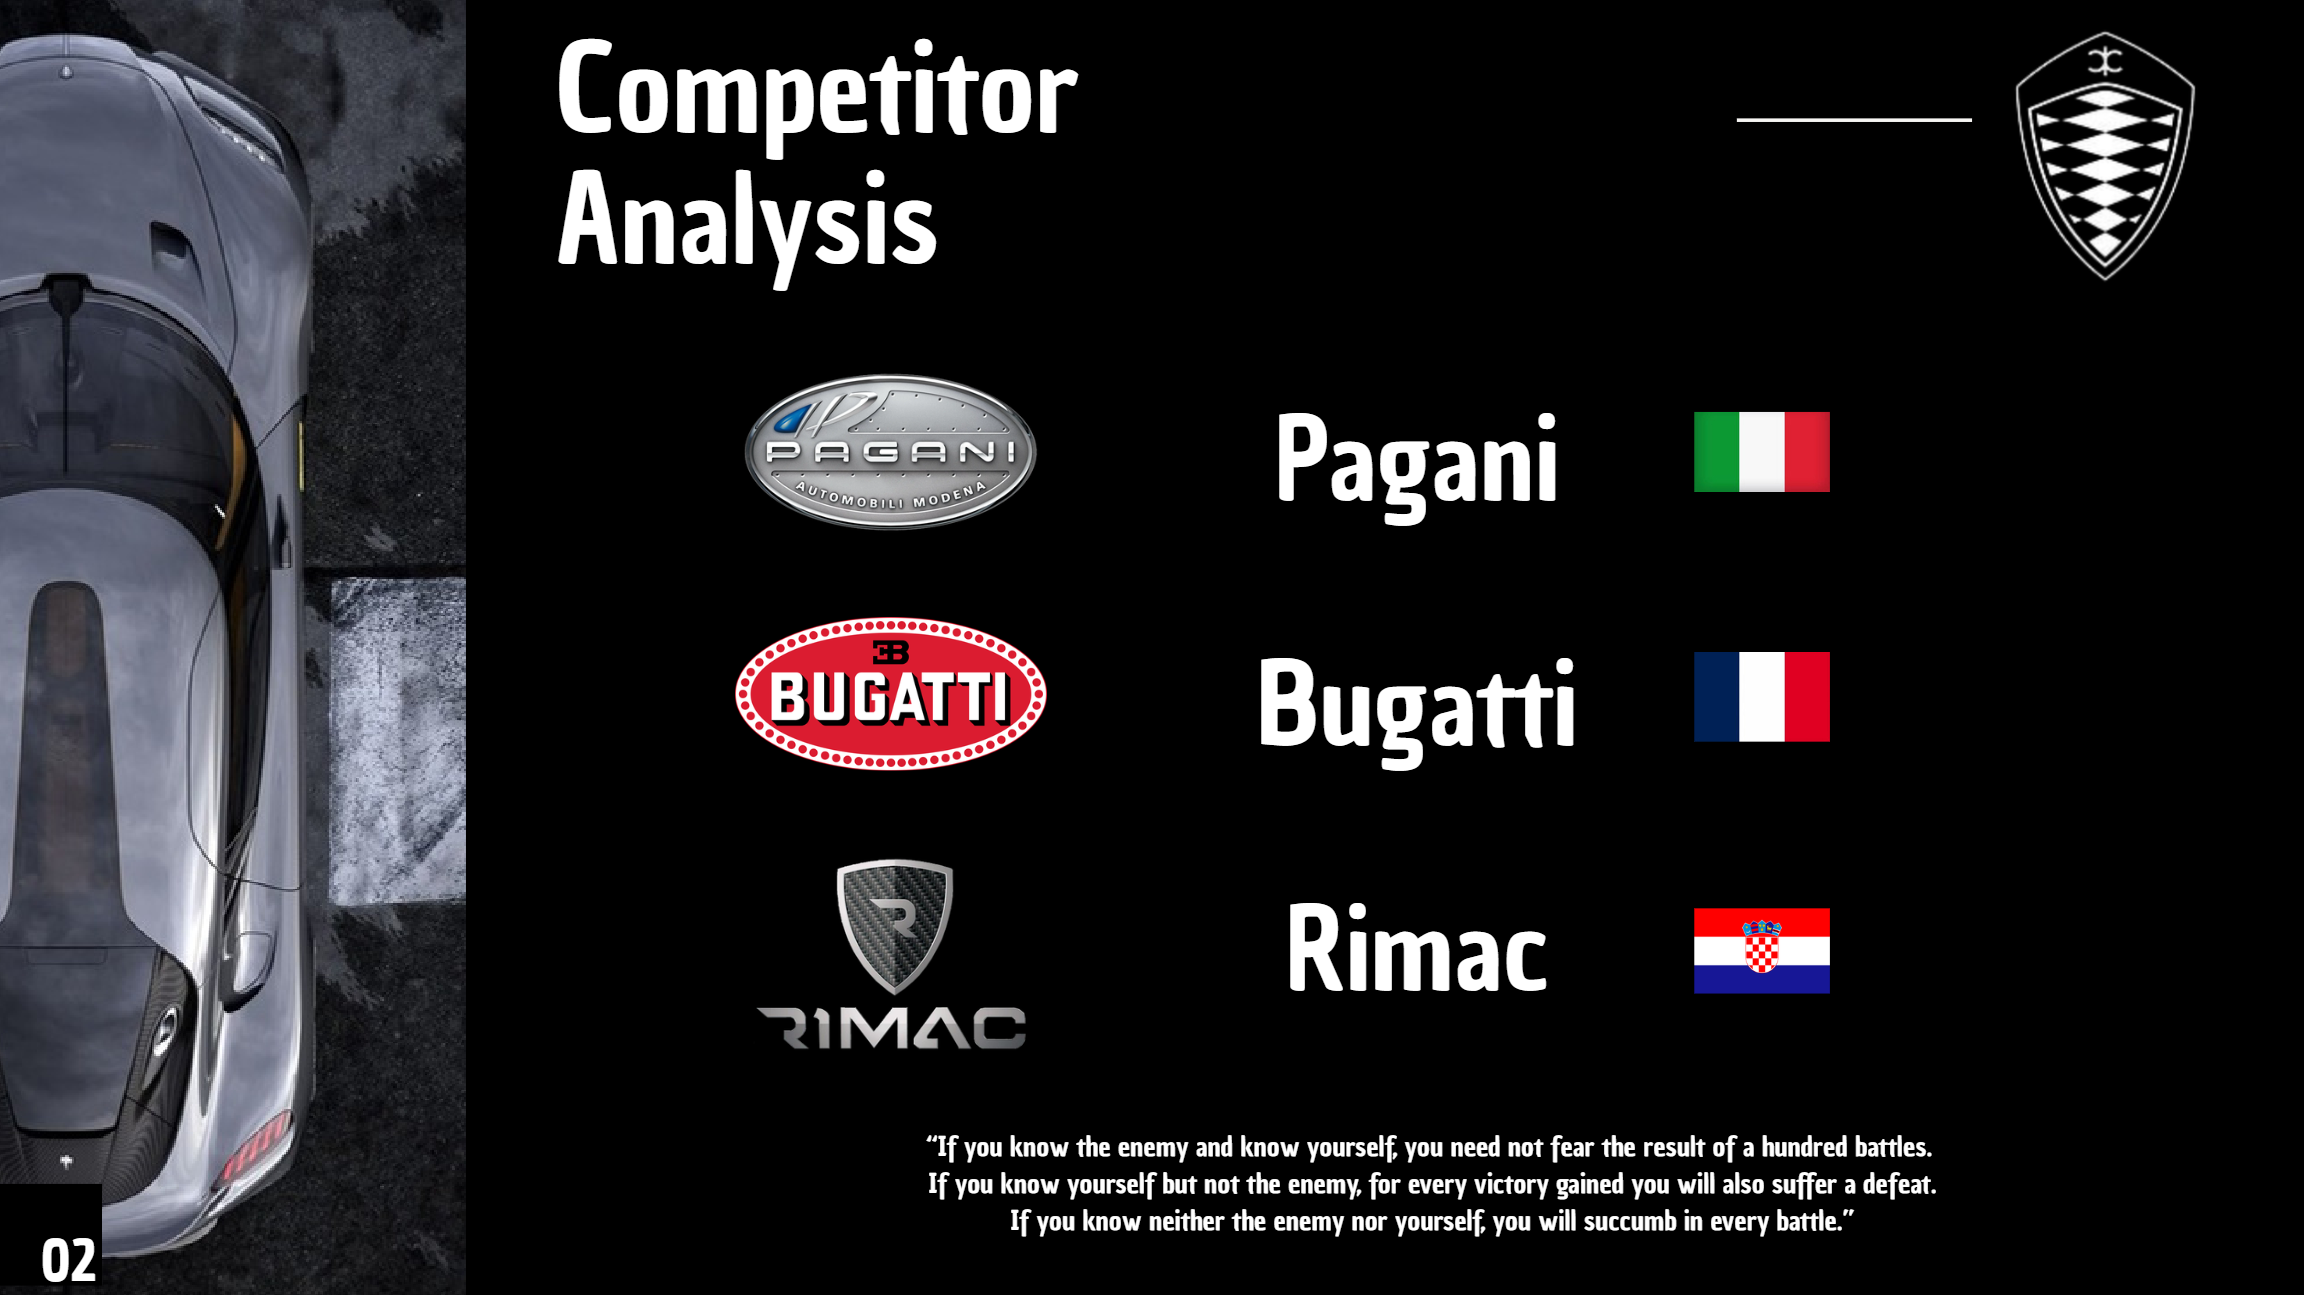 Competitor
Analysis
PAGANI
AUTOMOBILI MODENA
Pagani
EB
BUGATTI
Bugatti
R
RIMAC
Rimac
“If you know the enemy and know yourself, you need not fear the result of a hundred battles.
If you know yourself but not the enemy, for every victory gained you will also suffer a defeat.
If you know neither the enemy nor yourself, you will succumb in every battle.”
02